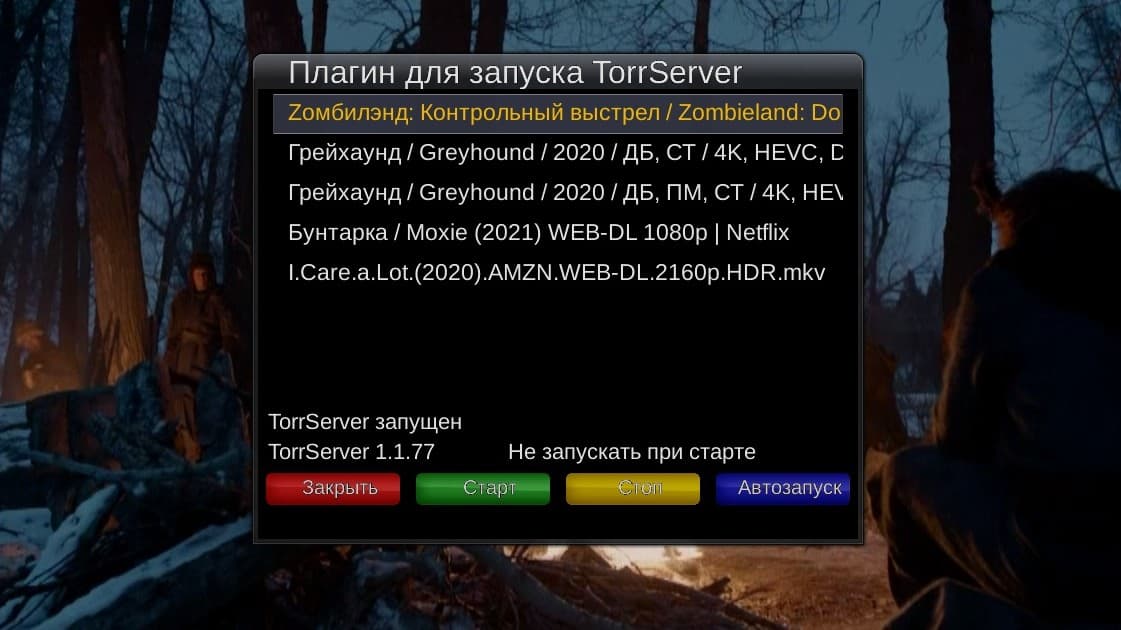 Плагин для запуска TorrServer
Zомбилэнд: Контрольный выстрел / Zombieland: Do
Грейхаунд / Greyhound / 2020 / ДБ, СТ / 4K, HEVC, D
Грейхаунд / Greyhound / 2020 / ДБ, ПМ, СТ / 4K, HEV
Бунтарка / Moxie (2021) WEB-DL 1080p | Netflix
I.Care.a.Lot.(2020).AMZN.WEB-DL.2160p.HDR.mkv
TorrServer запущен
TorrServer 1.1.77 Не запускать при старте
Закрыть Старт Стоп Автозапуск